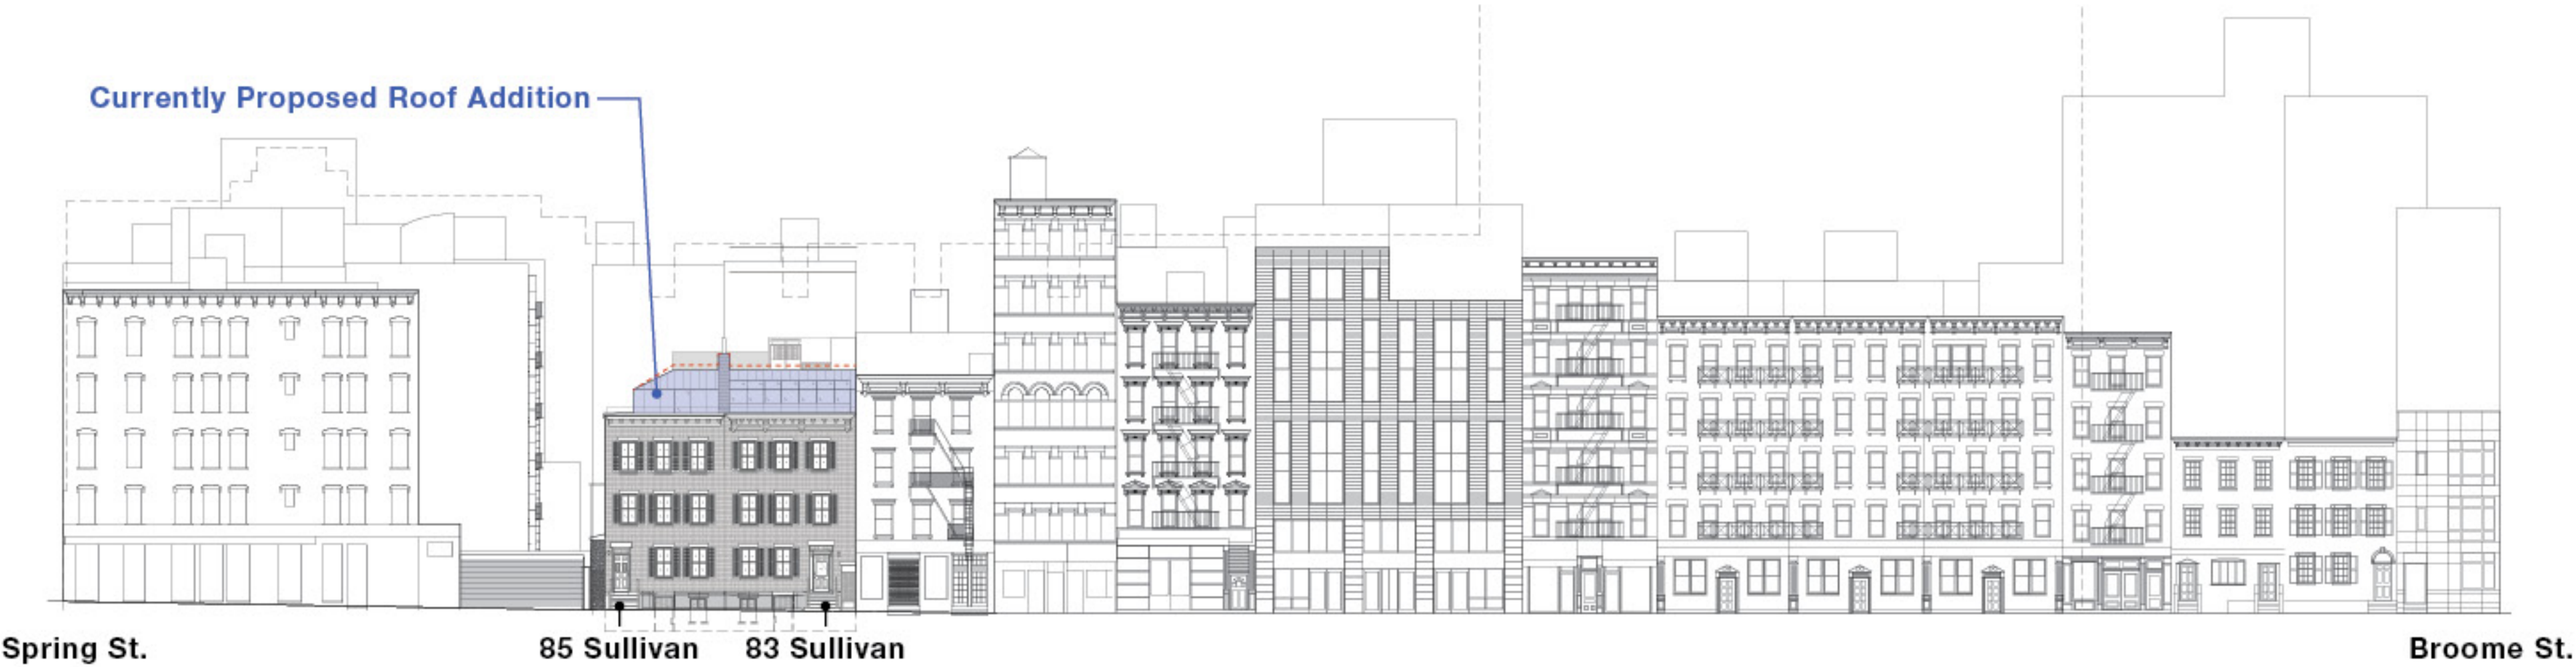 Currently Proposed Roof Addition
Spring St.
85 Sullivan
83 Sullivan
Broome St.